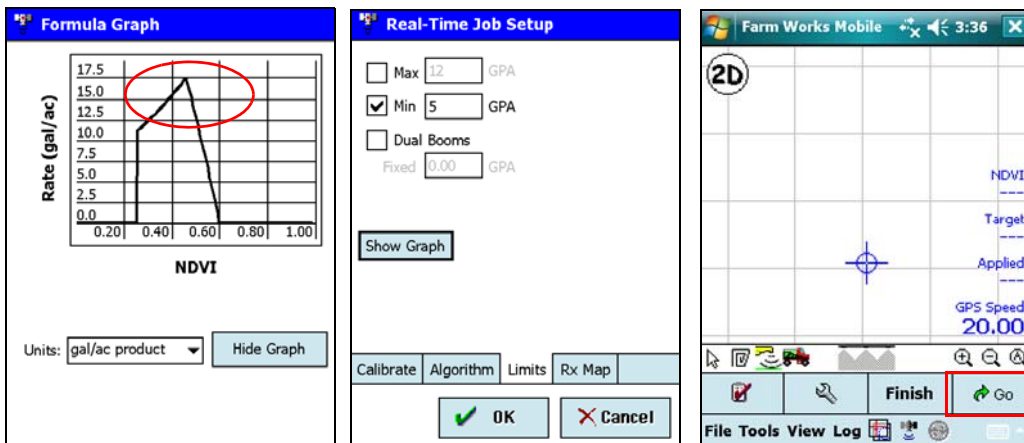 Formula Graph
17.5
15.0
12.5
10.0
7.5
5.0
2.5
0.0
Rate (gal/ac)
0.20 0.40 0.60 0.80 1.00
NDVI
Units: gal/ac product Hide Graph
Real-Time Job Setup
Max 12 GPA
Min 5 GPA
Dual Booms
Fixed 0.00 GPA
Show Graph
Calibrate Algorithm Limits Rx Map
OK Cancel
Farm Works Mobile 3:36
2D
NDVI
---
Target
---
Applied
---
GPS Speed
20.00
Finish Go
File Tools View Log